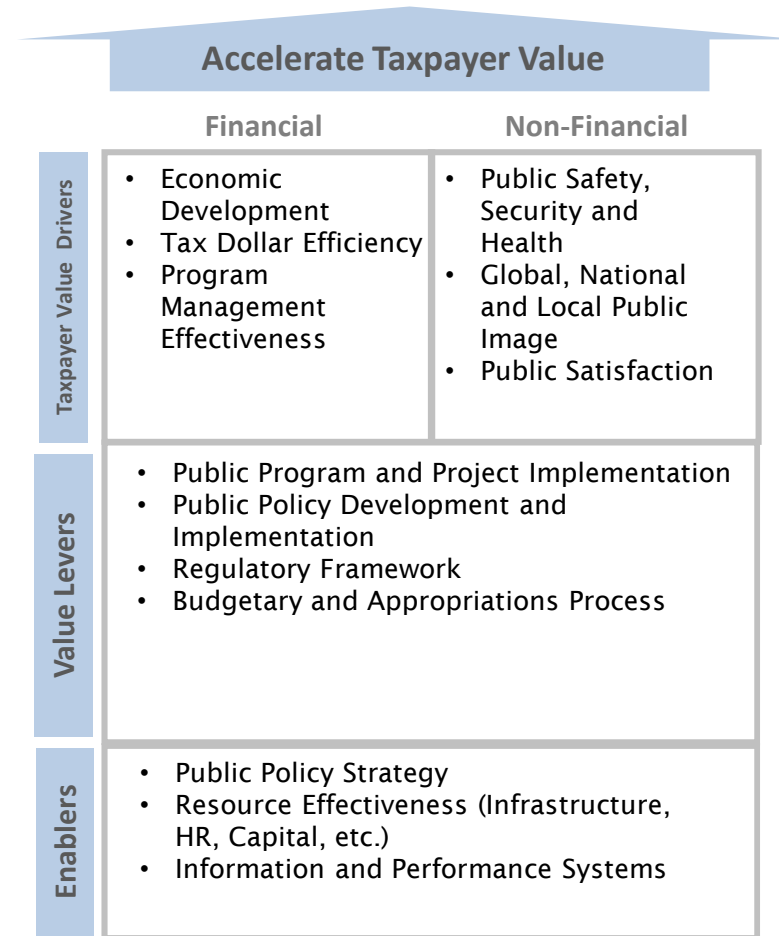 Accelerate Taxpayer Value
Financial
Non-Financial
Taxpayer Value Drivers
• Economic
Development
• Tax Dollar Efficiency
• Program
Management
Effectiveness
• Public Safety,
Security and
Health
• Global, National
and Local Public
Image
• Public Satisfaction
Value Levers
• Public Program and Project Implementation
• Public Policy Development and
Implementation
• Regulatory Framework
• Budgetary and Appropriations Process
Enablers
• Public Policy Strategy
• Resource Effectiveness (Infrastructure,
HR, Capital, etc.)
• Information and Performance Systems